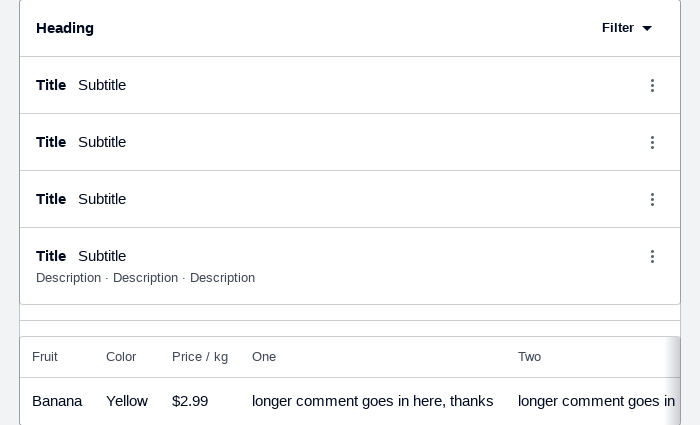 Heading Filter
Title Subtitle
Title Subtitle
Title Subtitle
Title Subtitle
Description · Description · Description
Fruit Color Price / kg One Two
Banana Yellow $2.99 longer comment goes in here, thanks longer comment goes in